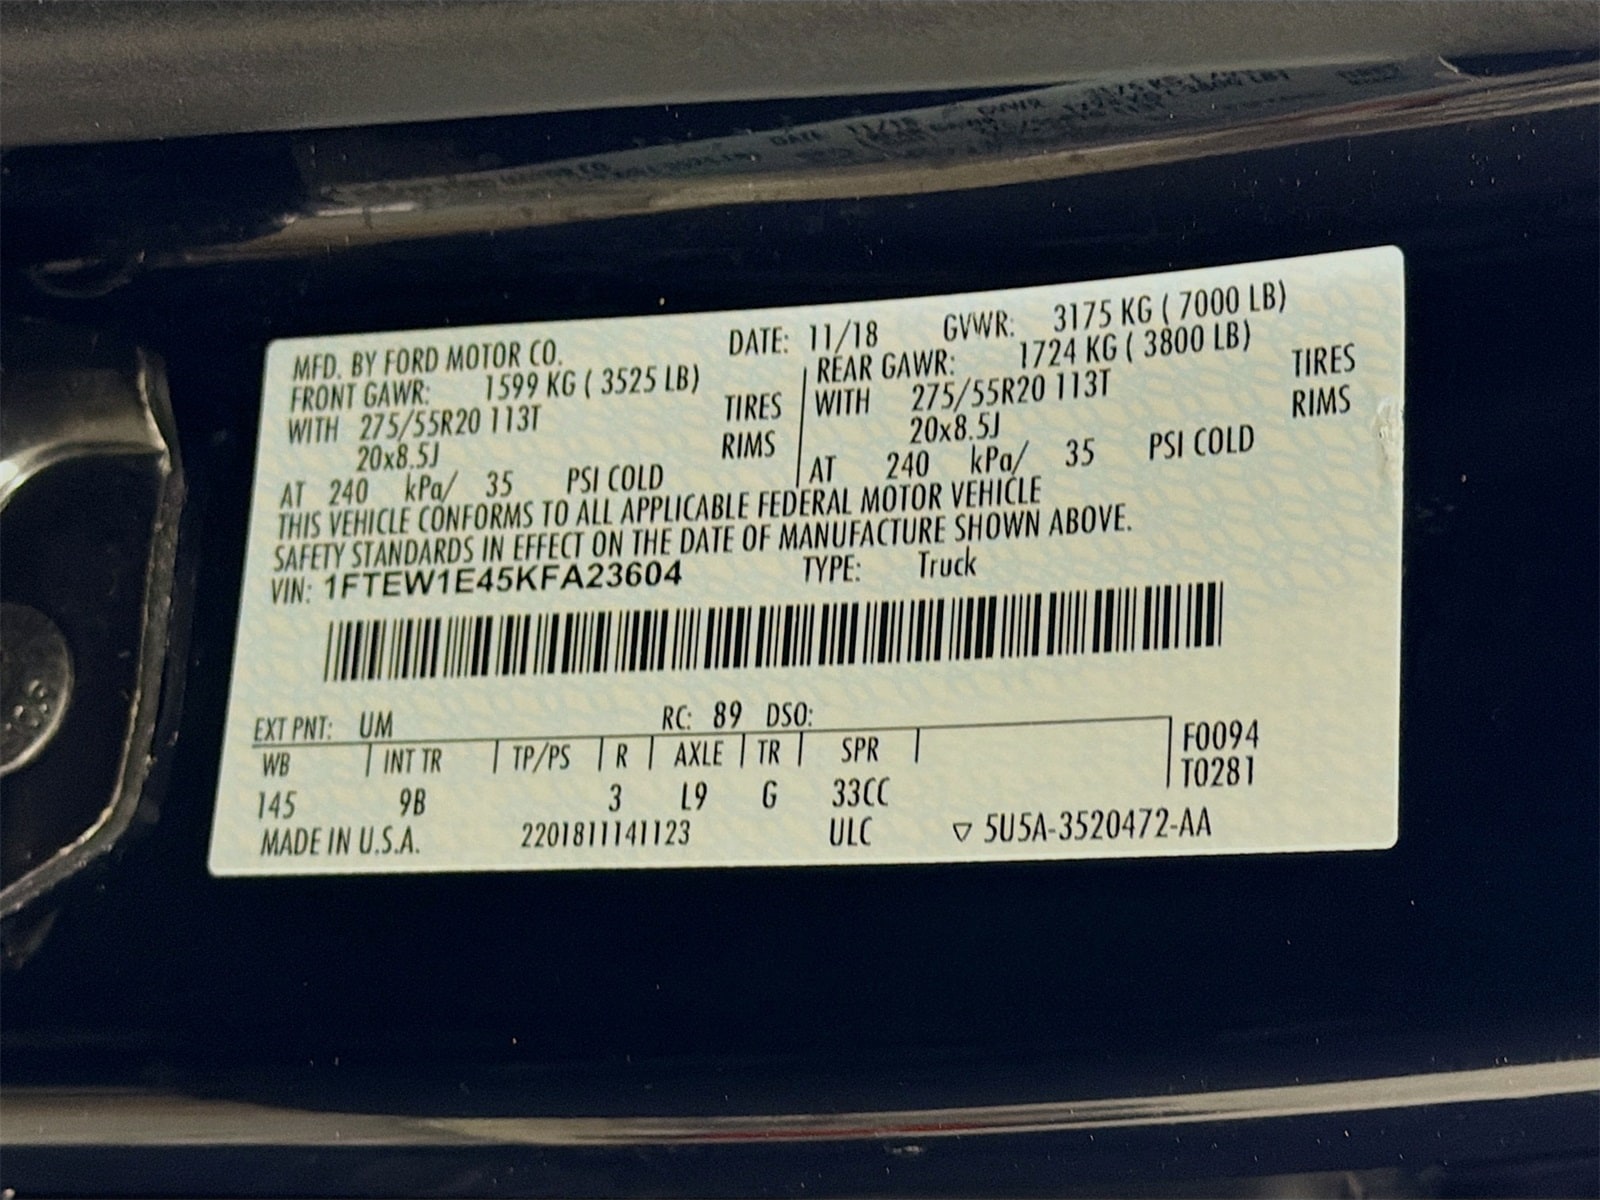 MFD. BY FORD MOTOR CO. DATE: 11/18 GVWR: 3175 KG ( 7000 LB)
FRONT GAWR: 1599 KG ( 3525 LB) REAR GAWR: 1724 KG ( 3800 LB)
WITH 275/55R20 113T TIRES WITH 275/55R20 113T TIRES
20x8.5J RIMS 20x8.5J RIMS
AT 240 kPa/ 35 PSI COLD AT 240 kPa/ 35 PSI COLD
THIS VEHICLE CONFORMS TO ALL APPLICABLE FEDERAL MOTOR VEHICLE
SAFETY STANDARDS IN EFFECT ON THE DATE OF MANUFACTURE SHOWN ABOVE.
VIN: 1FTEW1E45KFA23604 TYPE: Truck
EXT PNT: UM RC: 89 DSO:
WB INT TR TP/PS R AXLE TR SPR F0094
T0281
145 9B 3 L9 G 33CC
MADE IN U.S.A. 2201811141123 ULC ▽ 5U5A-3520472-AA